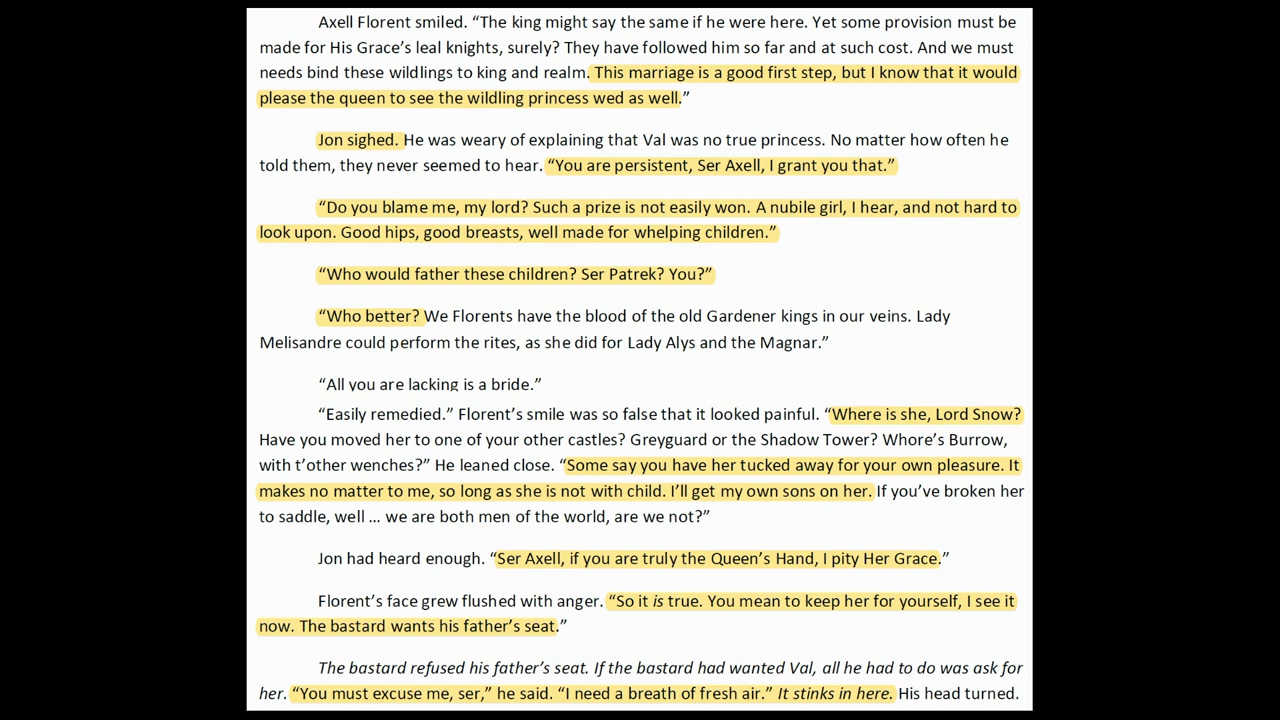 Axell Florent smiled. “The king might say the same if he were here. Yet some provision must be
made for His Grace’s leal knights, surely? They have followed him so far and at such cost. And we must
needs bind these wildlings to king and realm. This marriage is a good first step, but I know that it would
please the queen to see the wildling princess wed as well.”
Jon sighed. He was weary of explaining that Val was no true princess. No matter how often he
told them, they never seemed to hear. “You are persistent, Ser Axell, I grant you that.”
“Do you blame me, my lord? Such a prize is not easily won. A nubile girl, I hear, and not hard to
look upon. Good hips, good breasts, well made for whelping children.”
“Who would father these children? Ser Patrek? You?”
“Who better? We Florents have the blood of the old Gardener kings in our veins. Lady
Melisandre could perform the rites, as she did for Lady Alys and the Magnar.”
“All you are lacking is a bride.”
“Easily remedied.” Florent’s smile was so false that it looked painful. “Where is she, Lord Snow?
Have you moved her to one of your other castles? Greyguard or the Shadow Tower? Whore’s Burrow,
with t’other wenches?” He leaned close. “Some say you have her tucked away for your own pleasure. It
makes no matter to me, so long as she is not with child. I’ll get my own sons on her. If you’ve broken her
to saddle, well … we are both men of the world, are we not?”
Jon had heard enough. “Ser Axell, if you are truly the Queen’s Hand, I pity Her Grace.”
Florent’s face grew flushed with anger. “So it is true. You mean to keep her for yourself, I see it
now. The bastard wants his father’s seat.”
The bastard refused his father’s seat. If the bastard had wanted Val, all he had to do was ask for
her. “You must excuse me, ser,” he said. “I need a breath of fresh air.” It stinks in here. His head turned.